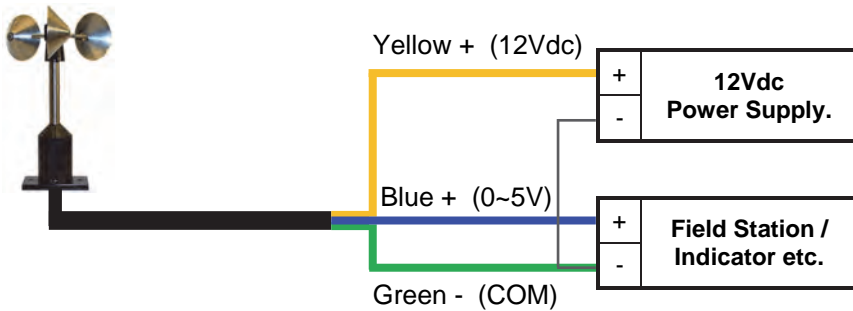 Yellow + (12Vdc)
+
-
12Vdc
Power Supply.
Blue + (0~5V)
+
-
Field Station /
Indicator etc.
Green - (COM)